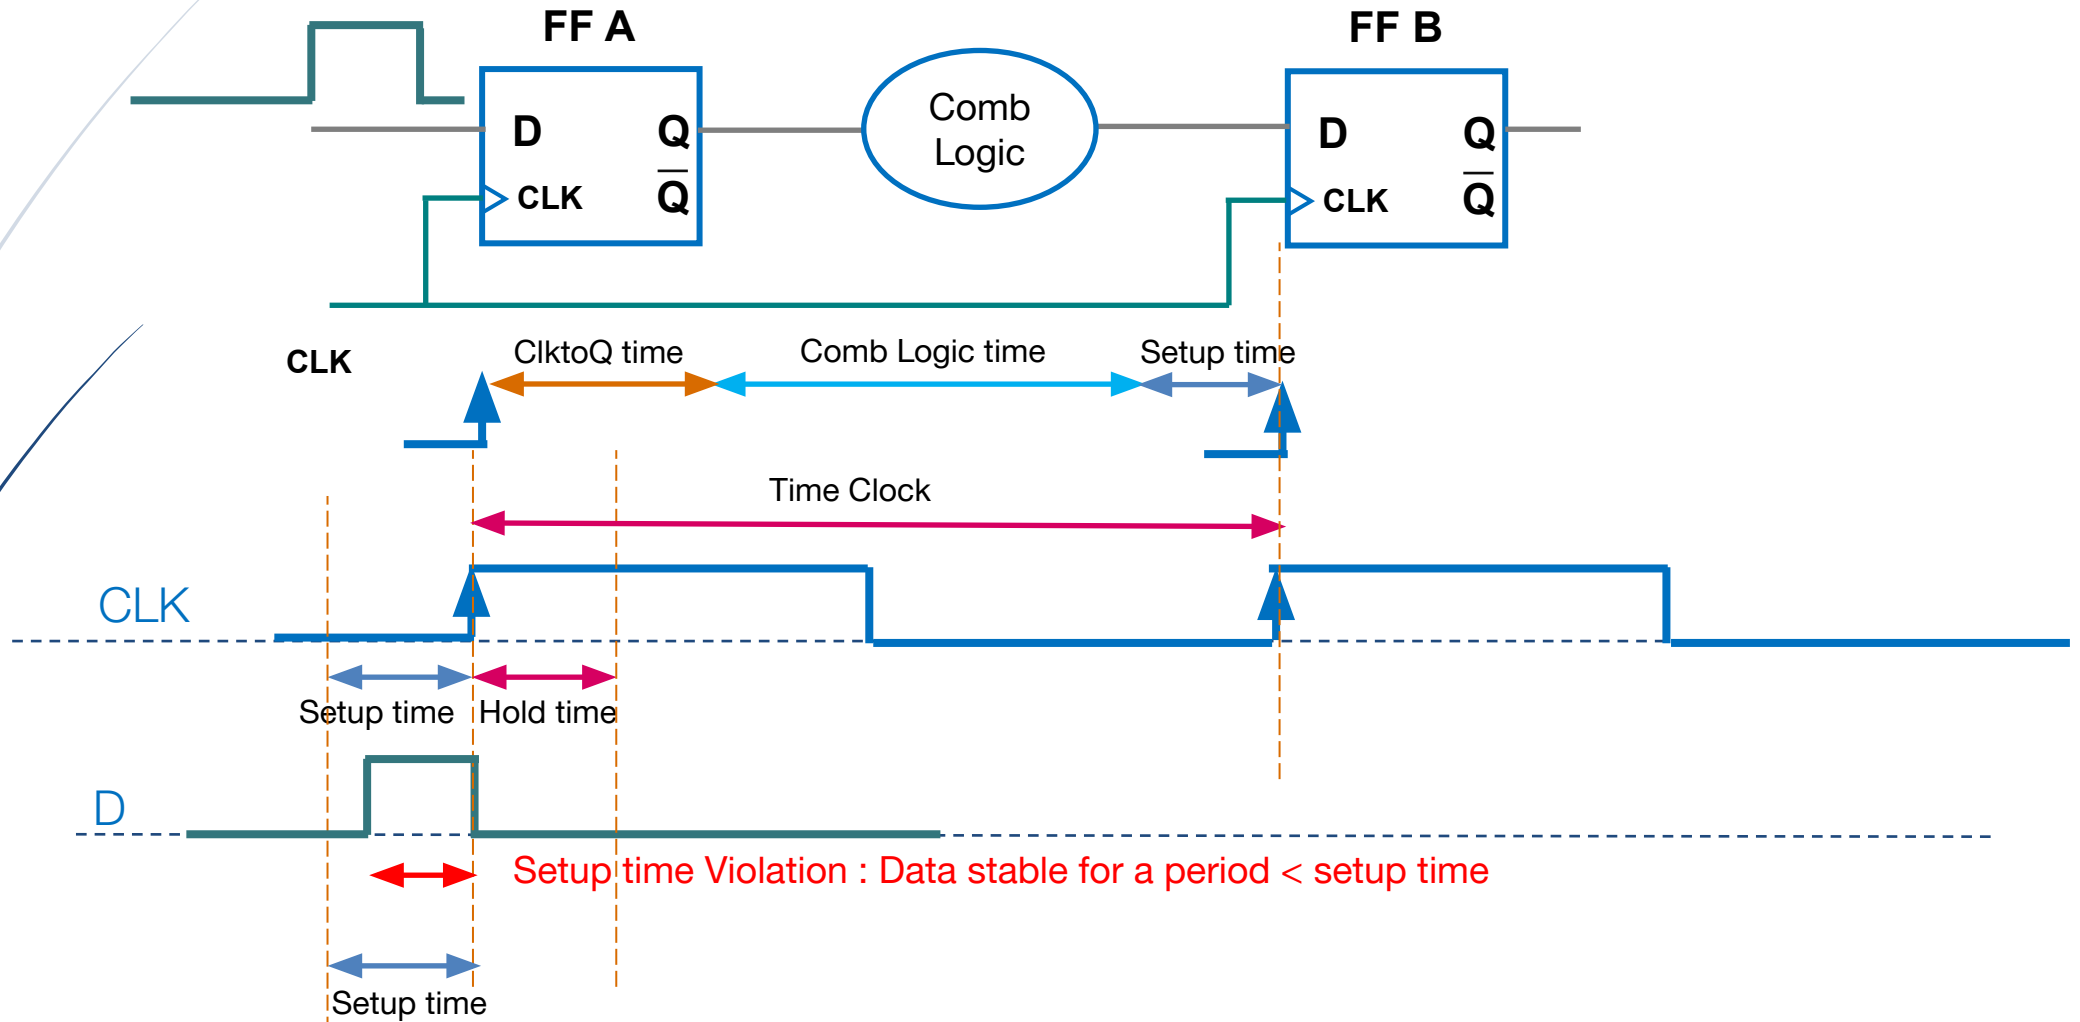 FF A
FF B
D
Q
Q
CLK
Comb
Logic
D
Q
Q
CLK
CLK
ClktoQ time
Comb Logic time
Setup time
Time Clock
CLK
Setup time
Hold time
D
Setup time Violation : Data stable for a period < setup time
Setup time